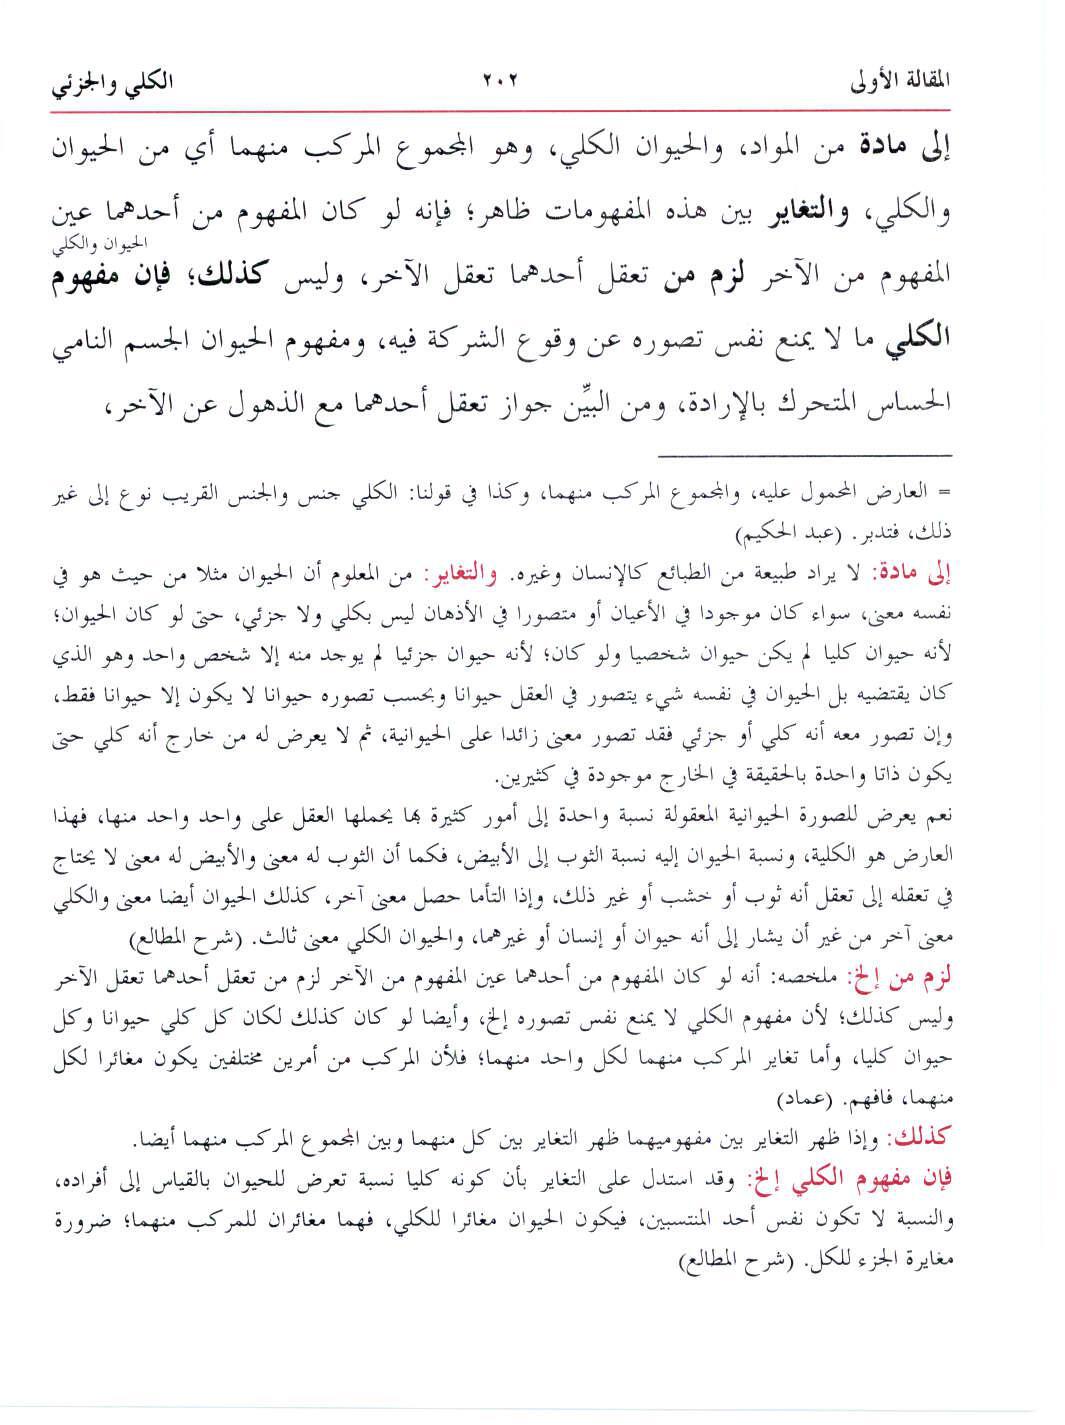 المقالة الأولى ٢٠٢ الكلي والجزئي
إلى مادة من المواد، والحيوان الكلي، وهو المجموع المركب منهما أي من الحيوان
والكلي، والتغاير بين هذه المفهومات ظاهر؛ فإنه لو كان المفهوم من أحدهما عين
الحيوان والكلي
المفهوم من الآخر لزم من تعقل أحدهما تعقل الآخر، وليس كذلك؛ فإن مفهوم
الكلي ما لا يمنع نفس تصوره عن وقوع الشركة فيه، ومفهوم الحيوان الجسم النامي
الحساس المتحرك بالإرادة، ومن البيِّن جواز تعقل أحدهما مع الذهول عن الآخر،
= العارض المحمول عليه، والمجموع المركب منهما، وكذا في قولنا: الكلي جنس والجنس القريب نوع إلى غير
ذلك، فتدبر. (عبد الحكيم)
إلى مادة: لا يراد طبيعة من الطبائع كالإنسان وغيره. والتغاير: من المعلوم أن الحيوان مثلا من حيث هو في
نفسه معنى، سواء كان موجودا في الأعيان أو متصورا في الأذهان ليس بكلي ولا جزئي، حتى لو كان الحيوان؛
لأنه حيوان كليا لم يكن حيوان شخصيا ولو كان؛ لأنه حيوان جزئيا لم يوجد منه إلا شخص واحد وهو الذي
كان يقتضيه بل الحيوان في نفسه شيء يتصور في العقل حيوانا وبحسب تصوره حيوانا لا يكون إلا حيوانا فقط،
وإن تصور معه أنه كلي أو جزئي فقد تصور معنى زائدا على الحيوانية، ثم لا يعرض له من خارج أنه كلي حتى
يكون ذاتا واحدة بالحقيقة في الخارج موجودة في كثيرين.
نعم يعرض للصورة الحيوانية المعقولة نسبة واحدة إلى أمور كثيرة بها يحملها العقل على واحد واحد منها، فهذا
العارض هو الكلية، ونسبة الحيوان إليه نسبة الثوب إلى الأبيض، فكما أن الثوب له معنى والأبيض له معنى لا يحتاج
في تعقله إلى تعقل أنه ثوب أو خشب أو غير ذلك، وإذا التأما حصل معنى آخر، كذلك الحيوان أيضا معنى والكلي
معنى آخر من غير أن يشار إلى أنه حيوان أو إنسان أو غيرهما، والحيوان الكلي معنى ثالث. (شرح المطالع)
لزم من إلخ: ملخصه: أنه لو كان المفهوم من أحدهما عين المفهوم من الآخر لزم من تعقل أحدهما تعقل الآخر
وليس كذلك؛ لأن مفهوم الكلي لا يمنع نفس تصوره إلخ، وأيضا لو كان كذلك لكان كل كلي حيوانا وكل
حيوان كليا، وأما تغاير المركب منهما لكل واحد منهما؛ فلأن المركب من أمرين مختلفين يكون مغائرا لكل
منهما، فافهم. (عماد)
كذلك: وإذا ظهر التغاير بين مفهوميهما ظهر التغاير بين كل منهما وبين المجموع المركب منهما أيضا.
فإن مفهوم الكلي إلخ: وقد استدل على التغاير بأن كونه كليا نسبة تعرض للحيوان بالقياس إلى أفراده،
والنسبة لا تكون نفس أحد المنتسبين، فيكون الحيوان مغائرا للكلي، فهما مغائران للمركب منهما؛ ضرورة
مغايرة الجزء للكل. (شرح المطالع)